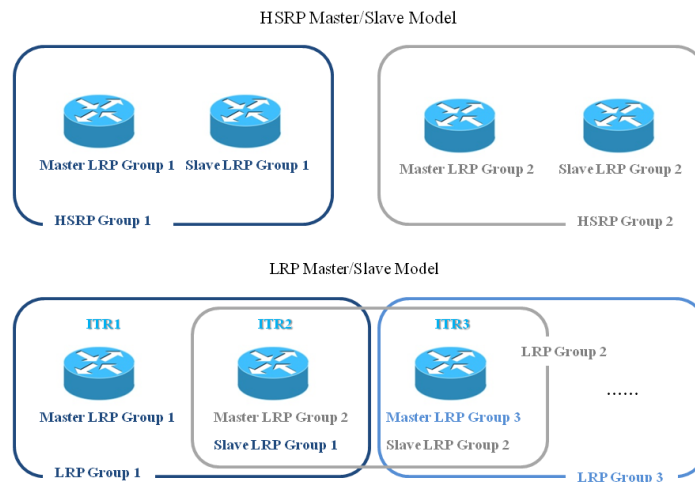 HSRP Master/Slave Model
Master LRP Group 1
Slave LRP Group 1
Master LRP Group 2
Slave LRP Group 2
HSRP Group 1
HSRP Group 2
LRP Master/Slave Model
ITR1
ITR2
ITR3
LRP Group 2
......
Master LRP Group 1
Master LRP Group 2
Master LRP Group 3
Slave LRP Group 1
Slave LRP Group 2
LRP Group 1
LRP Group 3